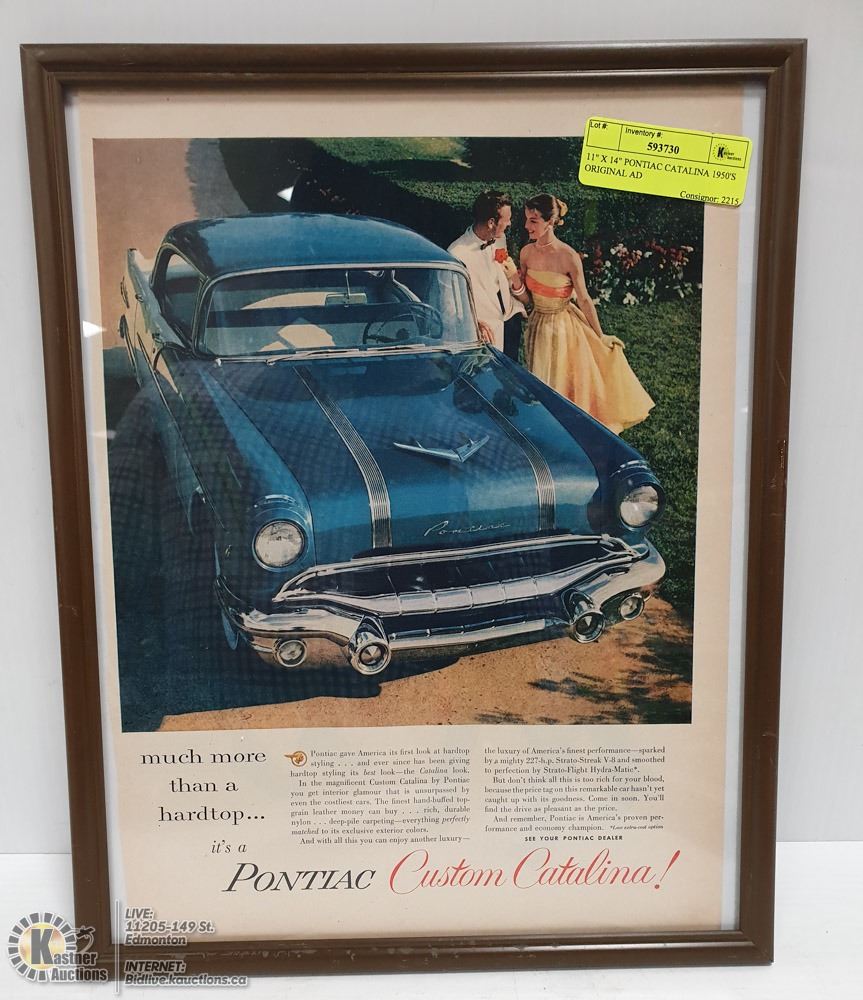 Lot #:
Inventory #:
593730
Kastner
Auctions
11" X 14" PONTIAC CATALINA 1950'S
ORIGINAL AD
Consignor: 2215
Pontiac
much more
than a
hardtop...
it's a
PONTIAC Custom Catalina!
Pontiac gave America its first look at hardtop
styling . . . and ever since has been giving
hardtop styling its best look—the Catalina look.
In the magnificent Custom Catalina by Pontiac
you get interior glamour that is unsurpassed by
even the costliest cars. The finest hand-buffed top-
grain leather money can buy . . . . rich, durable
nylon . . . deep-pile carpeting—everything perfectly
matched to its exclusive exterior colors.
And with all this you can enjoy another luxury—
the luxury of America's finest performance—sparked
by a mighty 227-h.p. Strato-Streak V-8 and smoothed
to perfection by Strato-Flight Hydra-Matic*.
But don't think all this is too rich for your blood,
because the price tag on this remarkable car hasn't yet
caught up with its goodness. Come in soon. You'll
find the drive as pleasant as the price.
And remember, Pontiac is America's proven per-
formance and economy champion. *Low extra-cost option
SEE YOUR PONTIAC DEALER
Kastner
Auctions
LIVE:
11205-149 St.
Edmonton
INTERNET:
Bidlive.kauctions.ca